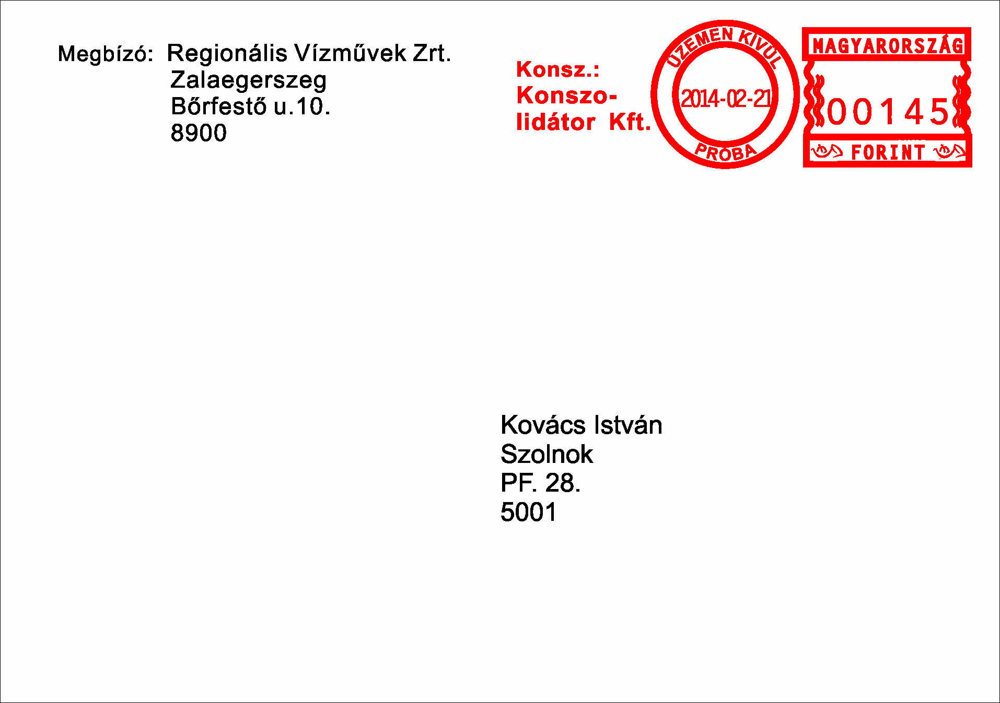 Megbízó: Regionális Vízművek Zrt.
Zalaegerszeg
Bőrfestő u.10.
8900
Konsz.:
Konszo-
lidátor Kft.
ÜZEMEN KÍVÜL
2014-02-21
PRÓBA
MAGYARORSZÁG
00145
FORINT
Kovács István
Szolnok
PF. 28.
5001